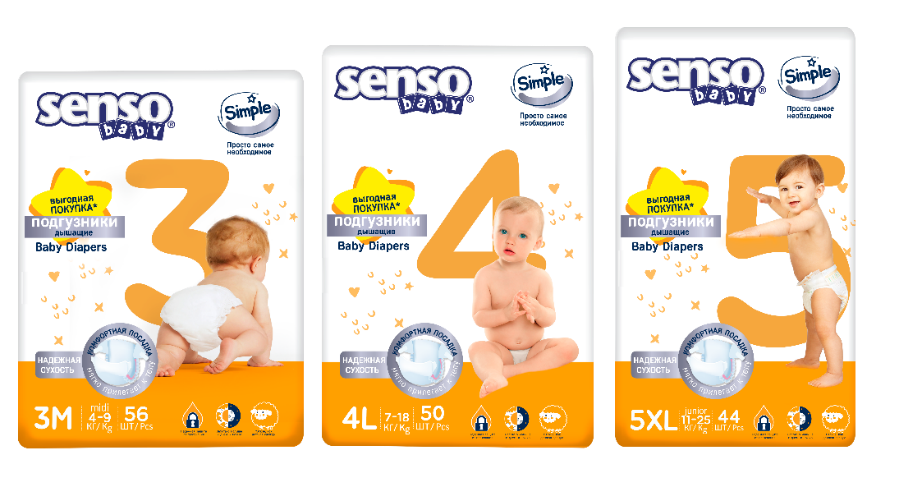 senso
baby®
Simple
Просто самое
необходимое
3
ВЫГОДНАЯ
ПОКУПКА*
ПОДГУЗНИКИ
дышащие
Baby Diapers
КОМФОРТНАЯ ПОСАДКА
НАДЕЖНАЯ
СУХОСТЬ
3M
midi
4-9
КГ/Kg
56
ШТ/Pcs
senso
baby®
Simple
Просто самое
необходимое
4
ВЫГОДНАЯ
ПОКУПКА*
ПОДГУЗНИКИ
дышащие
Baby Diapers
КОМФОРТНАЯ ПОСАДКА
НАДЕЖНАЯ
СУХОСТЬ
4L
7-18
КГ/Kg
50
ШТ/Pcs
senso
baby®
Simple
Просто самое
необходимое
5
ВЫГОДНАЯ
ПОКУПКА*
ПОДГУЗНИКИ
дышащие
Baby Diapers
КОМФОРТНАЯ ПОСАДКА
НАДЕЖНАЯ
СУХОСТЬ
5XL
junior
11-25
КГ/Kg
44
ШТ/Pcs